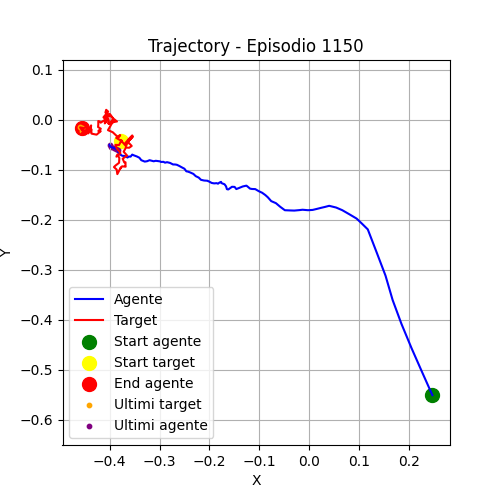 Trajectory - Episodio 1150
0.1
0.0
−0.1
−0.2
−0.3
−0.4
−0.5
−0.6
Y
Agente
Target
Start agente
Start target
End agente
Ultimi target
Ultimi agente
−0.4 −0.3 −0.2 −0.1 0.0 0.1 0.2
X